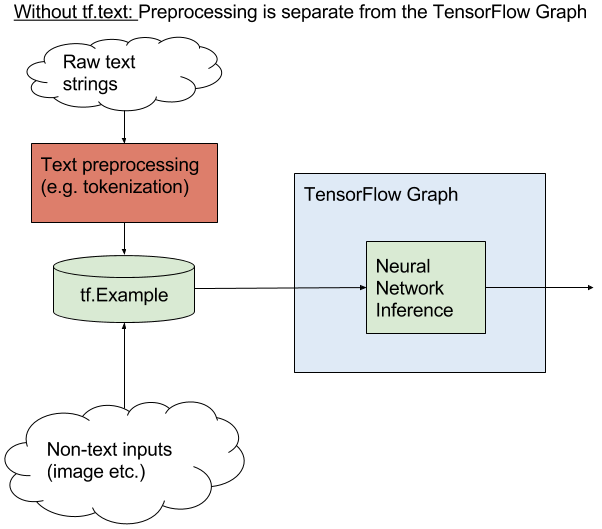 Without tf.text: Preprocessing is separate from the TensorFlow Graph
Raw text
strings
Text preprocessing
(e.g. tokenization)
TensorFlow Graph
tf.Example
Neural
Network
Inference
Non-text inputs
(image etc.)